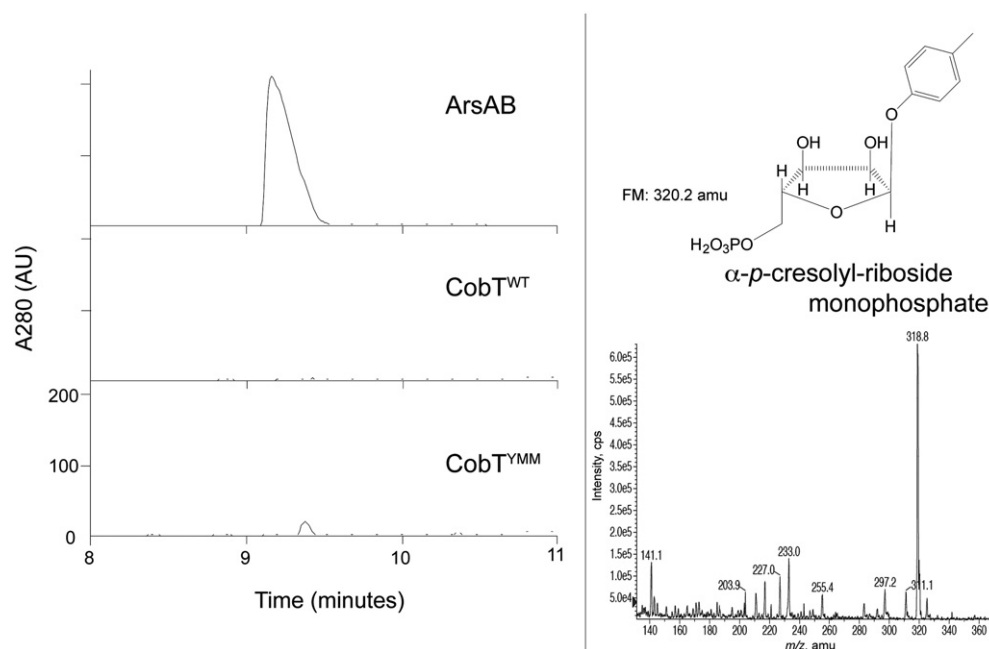 ArsAB
CobTWT
CobTYMM
A280 (AU)
200
100
0
8
9
10
11
Time (minutes)
O
OH
OH
H
H
H
O
H
H2O3PO
FM: 320.2 amu
α-p-cresolyl-riboside
monophosphate
318.8
6.0e5
5.5e5
5.0e5
4.5e5
4.0e5
3.5e5
3.0e5
2.5e5
2.0e5
1.5e5
1.0e5
5.0e4
Intensity, cps
141.1
203.9
227.0
233.0
255.4
297.2
311.1
140 160 180 200 220 240 260 280 300 320 340 360
m/z, amu